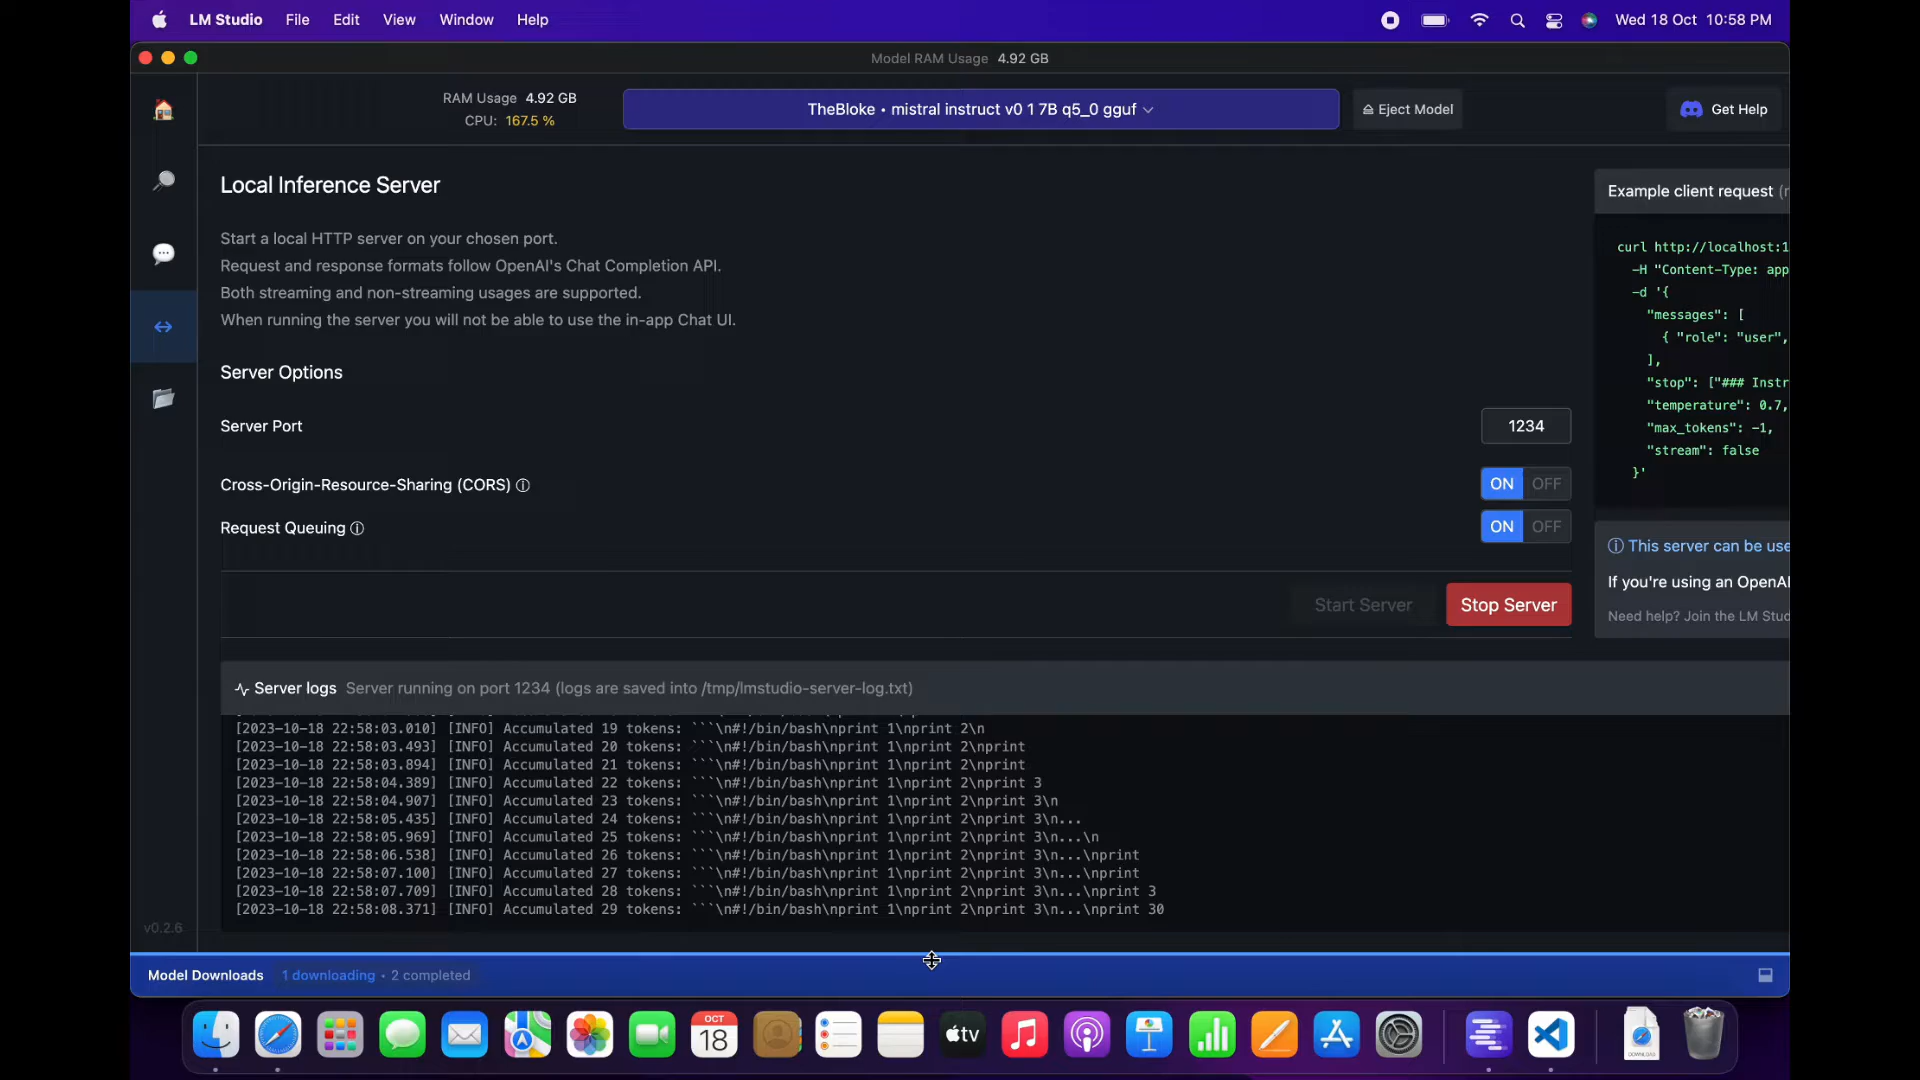 LM Studio File Edit View Window Help Wed 18 Oct 10:58 PM
Model RAM Usage 4.92 GB
RAM Usage 4.92 GB
CPU: 167.5 %
TheBloke • mistral instruct v0 1 7B q5_0 gguf
Eject Model
Get Help
Local Inference Server
Start a local HTTP server on your chosen port.
Request and response formats follow OpenAI's Chat Completion API.
Both streaming and non-streaming usages are supported.
When running the server you will not be able to use the in-app Chat UI.
Server Options
Server Port 1234
Cross-Origin-Resource-Sharing (CORS) ON OFF
Request Queuing ON OFF
Start Server Stop Server
Example client request (r
curl http://localhost:1
-H "Content-Type: app
-d '{
"messages": [
{ "role": "user",
],
"stop": ["### Instr
"temperature": 0.7,
"max_tokens": -1,
"stream": false
}'
This server can be use
If you're using an OpenAI
Need help? Join the LM Stud
Server logs Server running on port 1234 (logs are saved into /tmp/lmstudio-server-log.txt)
[2023-10-18 22:58:03.010] [INFO] Accumulated 19 tokens: ```\n#!/bin/bash\nprint 1\nprint 2\n
[2023-10-18 22:58:03.493] [INFO] Accumulated 20 tokens: ```\n#!/bin/bash\nprint 1\nprint 2\nprint
[2023-10-18 22:58:03.894] [INFO] Accumulated 21 tokens: ```\n#!/bin/bash\nprint 1\nprint 2\nprint
[2023-10-18 22:58:04.389] [INFO] Accumulated 22 tokens: ```\n#!/bin/bash\nprint 1\nprint 2\nprint 3
[2023-10-18 22:58:04.907] [INFO] Accumulated 23 tokens: ```\n#!/bin/bash\nprint 1\nprint 2\nprint 3\n
[2023-10-18 22:58:05.435] [INFO] Accumulated 24 tokens: ```\n#!/bin/bash\nprint 1\nprint 2\nprint 3\n...
[2023-10-18 22:58:05.969] [INFO] Accumulated 25 tokens: ```\n#!/bin/bash\nprint 1\nprint 2\nprint 3\n...\n
[2023-10-18 22:58:06.538] [INFO] Accumulated 26 tokens: ```\n#!/bin/bash\nprint 1\nprint 2\nprint 3\n...\nprint
[2023-10-18 22:58:07.100] [INFO] Accumulated 27 tokens: ```\n#!/bin/bash\nprint 1\nprint 2\nprint 3\n...\nprint
[2023-10-18 22:58:07.709] [INFO] Accumulated 28 tokens: ```\n#!/bin/bash\nprint 1\nprint 2\nprint 3\n...\nprint 3
[2023-10-18 22:58:08.371] [INFO] Accumulated 29 tokens: ```\n#!/bin/bash\nprint 1\nprint 2\nprint 3\n...\nprint 30
v0.2.6
Model Downloads 1 downloading • 2 completed
OCT
18
tv